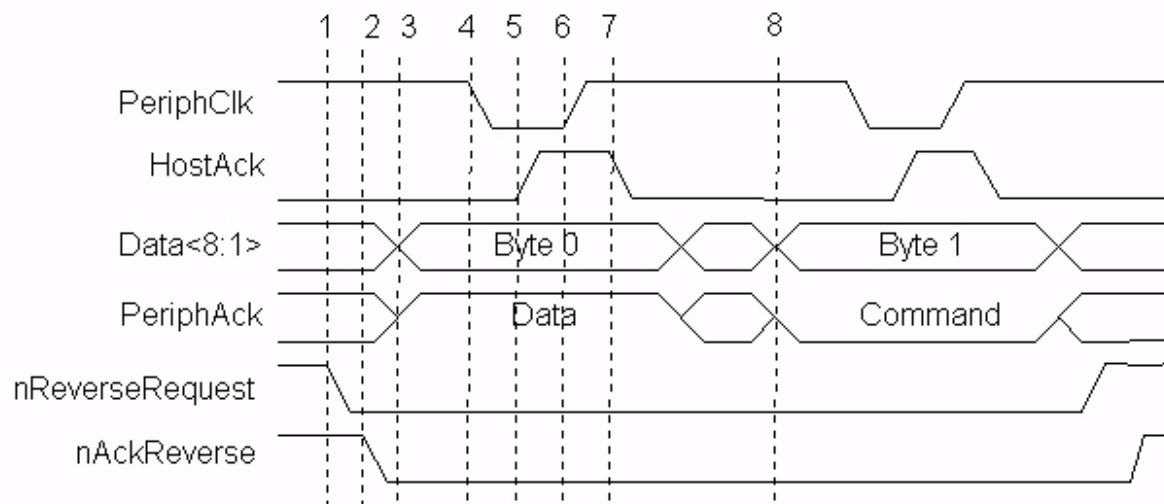 1 2 3 4 5 6 7 8
PeriphClk
HostAck
Data<8:1> Byte 0 Byte 1
PeriphAck Data Command
nReverseRequest
nAckReverse